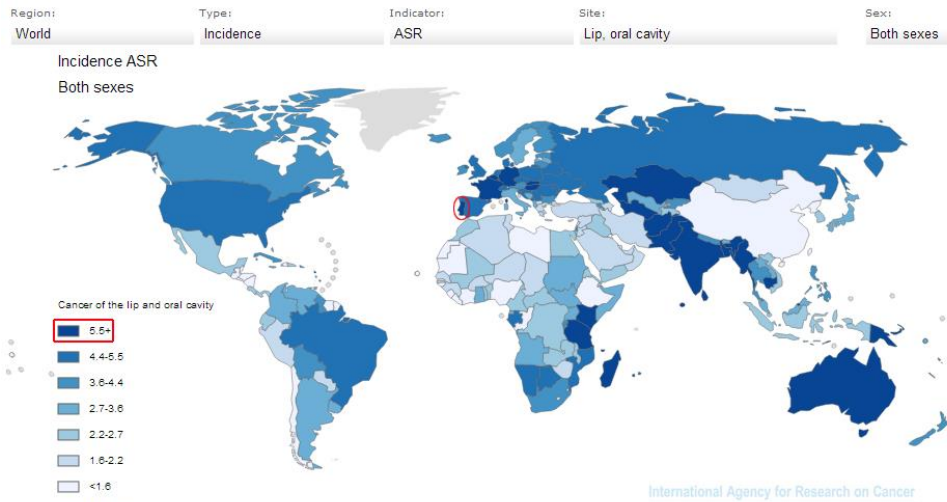 Region: Type: Indicator: Site: Sex:
World Incidence ASR Lip, oral cavity Both sexes
Incidence ASR
Both sexes
Cancer of the lip and oral cavity
5.5+
4.4-5.5
3.6-4.4
2.7-3.6
2.2-2.7
1.6-2.2
<1.6
International Agency for Research on Cancer